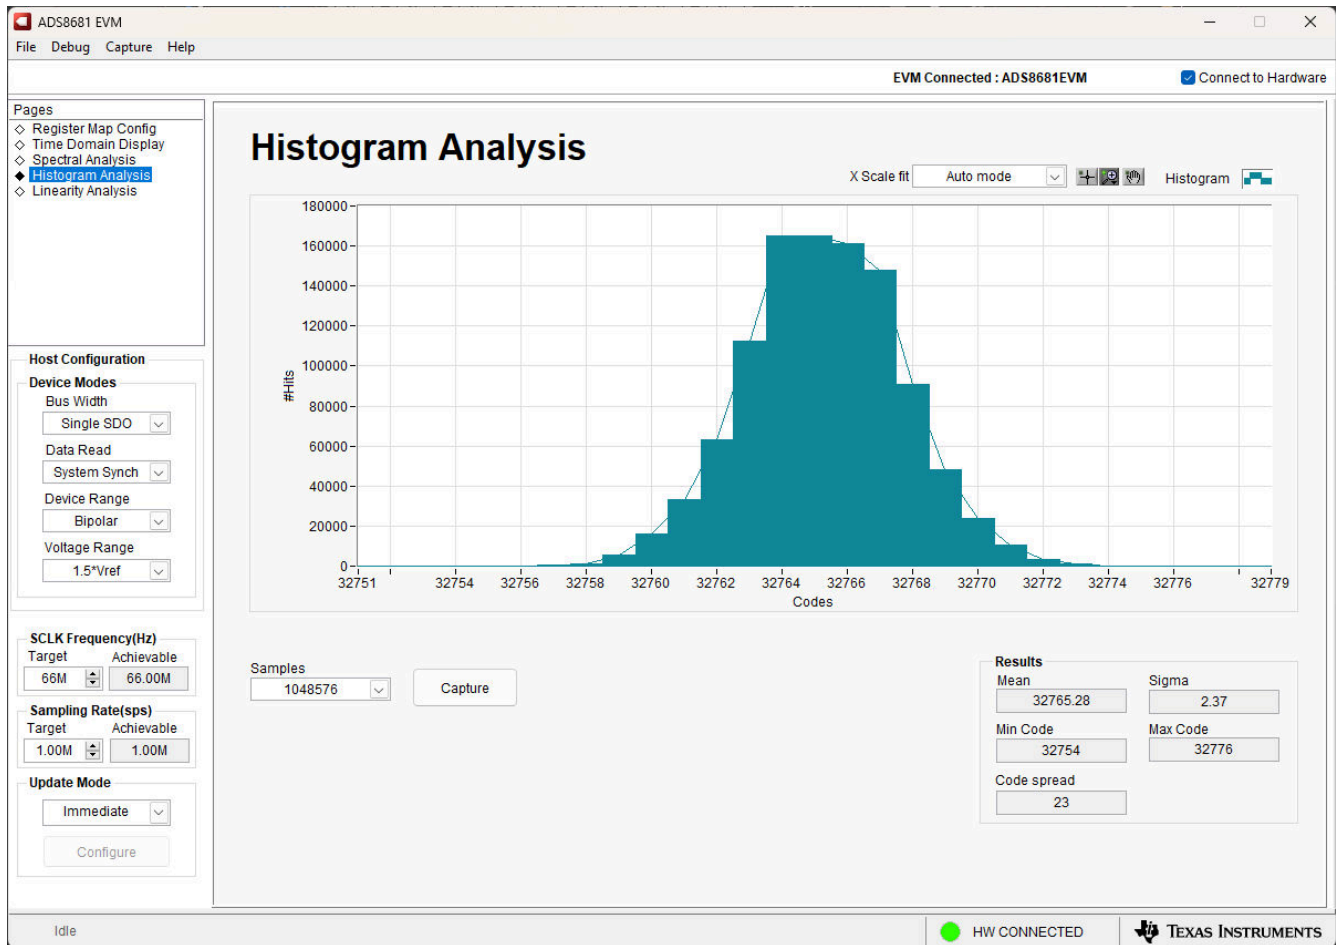 ADS8681 EVM
File Debug Capture Help
EVM Connected : ADS8681EVM
Connect to Hardware
Pages
Register Map Config
Time Domain Display
Spectral Analysis
Histogram Analysis
Linearity Analysis
Host Configuration
Device Modes
Bus Width
Single SDO
Data Read
System Synch
Device Range
Bipolar
Voltage Range
1.5*Vref
SCLK Frequency(Hz)
Target Achievable
66M 66.00M
Sampling Rate(sps)
Target Achievable
1.00M 1.00M
Update Mode
Immediate
Configure
Histogram Analysis
X Scale fit Auto mode Histogram
180000
160000
140000
120000
100000
80000
60000
40000
20000
0
#Hits
32751 32754 32756 32758 32760 32762 32764 32766 32768 32770 32772 32774 32776 32779
Codes
Samples
1048576
Capture
Results
Mean Sigma
32765.28 2.37
Min Code Max Code
32754 32776
Code spread
23
Idle
HW CONNECTED
TEXAS INSTRUMENTS